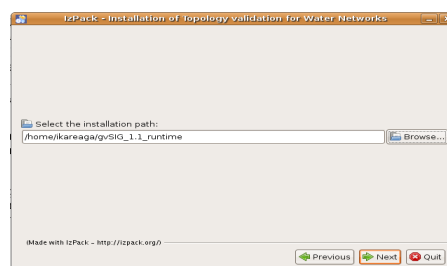 IzPack - Installation of Topology validation for Water Networks
Select the installation path:
/home/ikareaga/gvSIG_1.1_runtime
Browse...
(Made with IzPack - http://izpack.org/)
Previous
Next
Quit